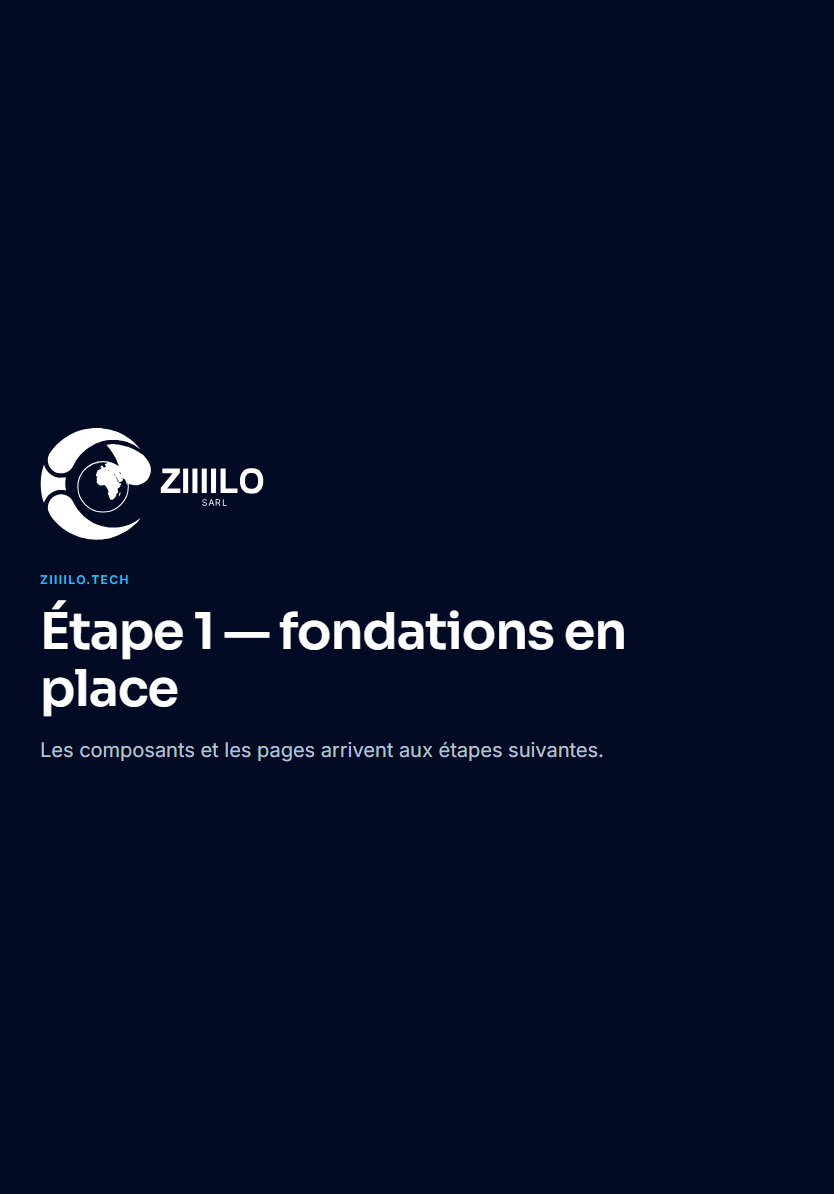 ZIIIILO
SARL
ZIIIILO.TECH
Étape 1 — fondations en
place
Les composants et les pages arrivent aux étapes suivantes.